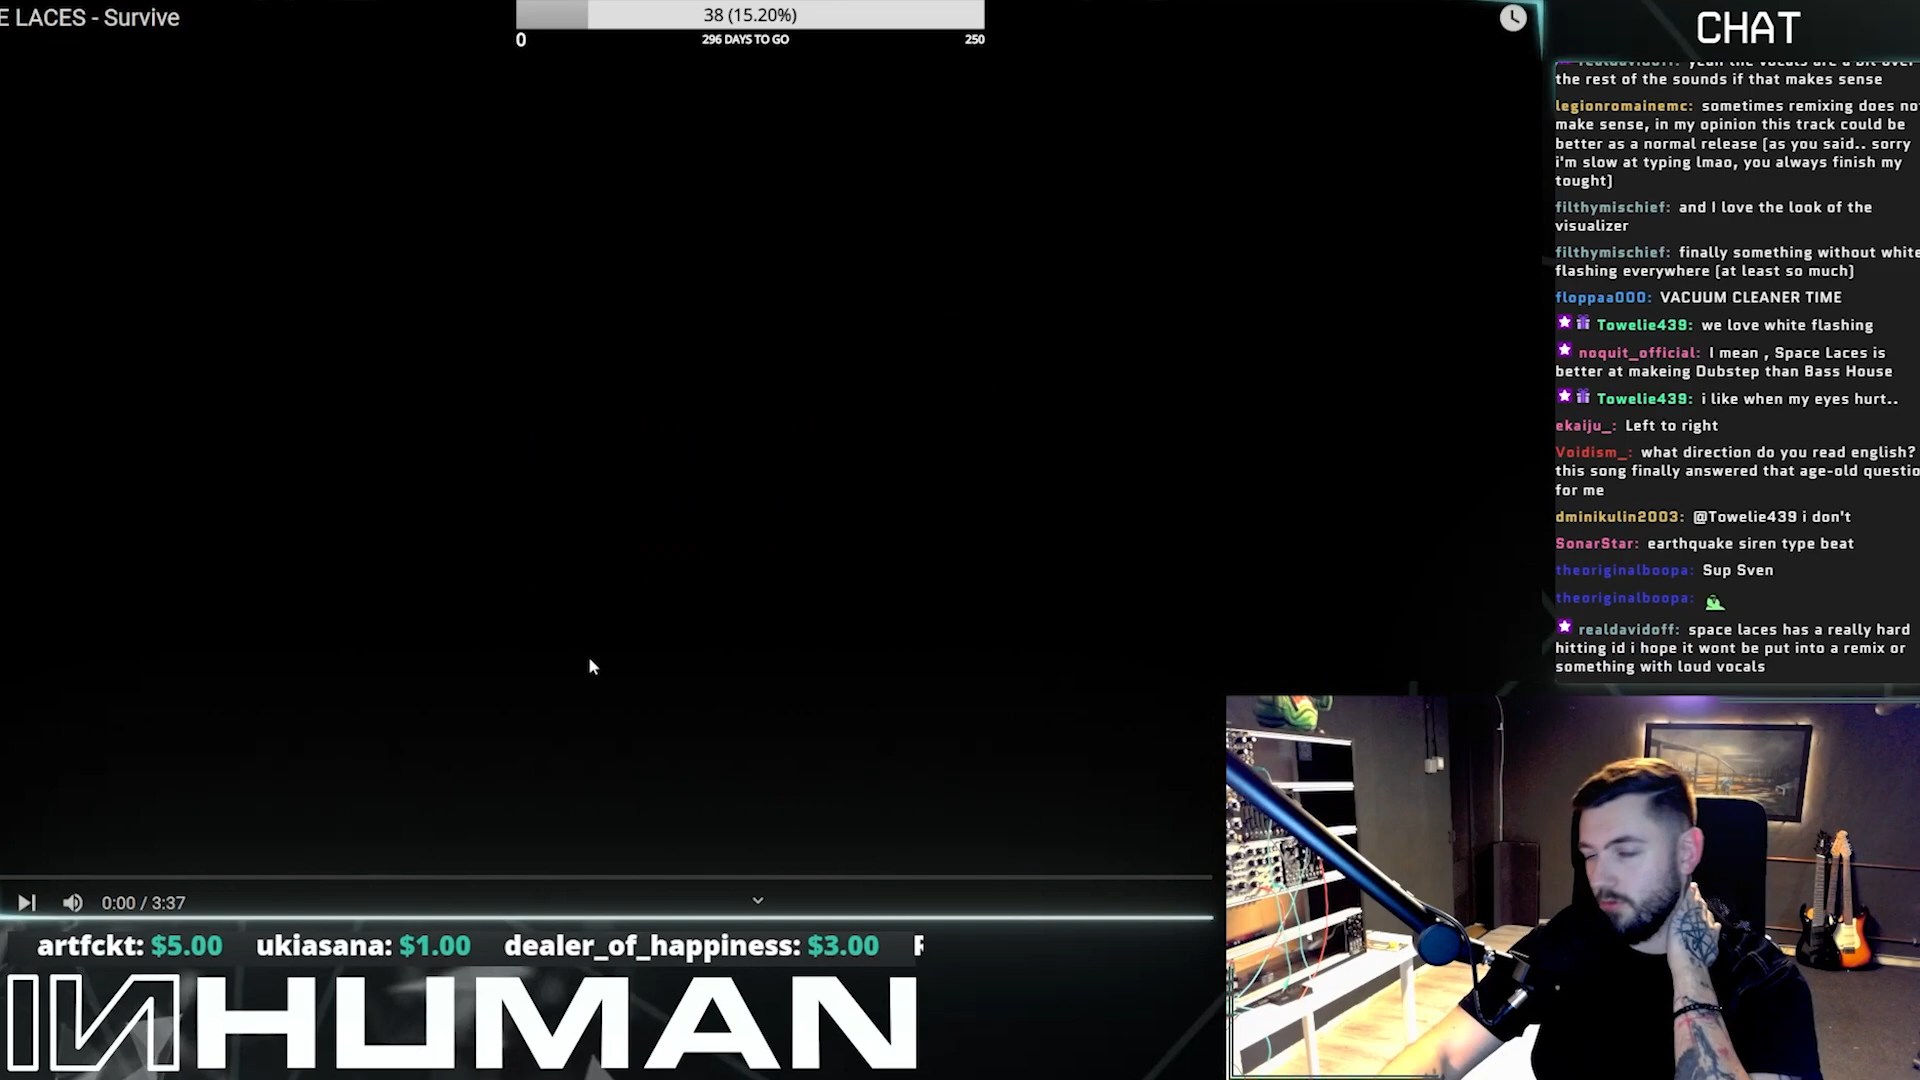 E LACES - Survive
38 (15.20%)
0
296 DAYS TO GO
250
CHAT
the rest of the sounds if that makes sense
legionromainemc: sometimes remixing does no
make sense, in my opinion this track could be
better as a normal release [as you said.. sorry
i'm slow at typing lmao, you always finish my
tought]
filthymischief: and I love the look of the
visualizer
filthymischief: finally something without white
flashing everywhere [at least so much]
floppaa000: VACUUM CLEANER TIME
Towelie439: we love white flashing
noquit_official: I mean , Space Laces is
better at makeing Dubstep than Bass House
Towelie439: i like when my eyes hurt..
ekaiju_: Left to right
Voidism_: what direction do you read english?
this song finally answered that age-old questio
for me
dminikulin2003: @Towelie439 i don't
SonarStar: earthquake siren type beat
theoriginalboopa: Sup Sven
theoriginalboopa:
realdavidoff: space laces has a really hard
hitting id i hope it wont be put into a remix or
something with loud vocals
0:00 / 3:37
artfckt: $5.00 ukiasana: $1.00 dealer_of_happiness: $3.00
INHUMAN